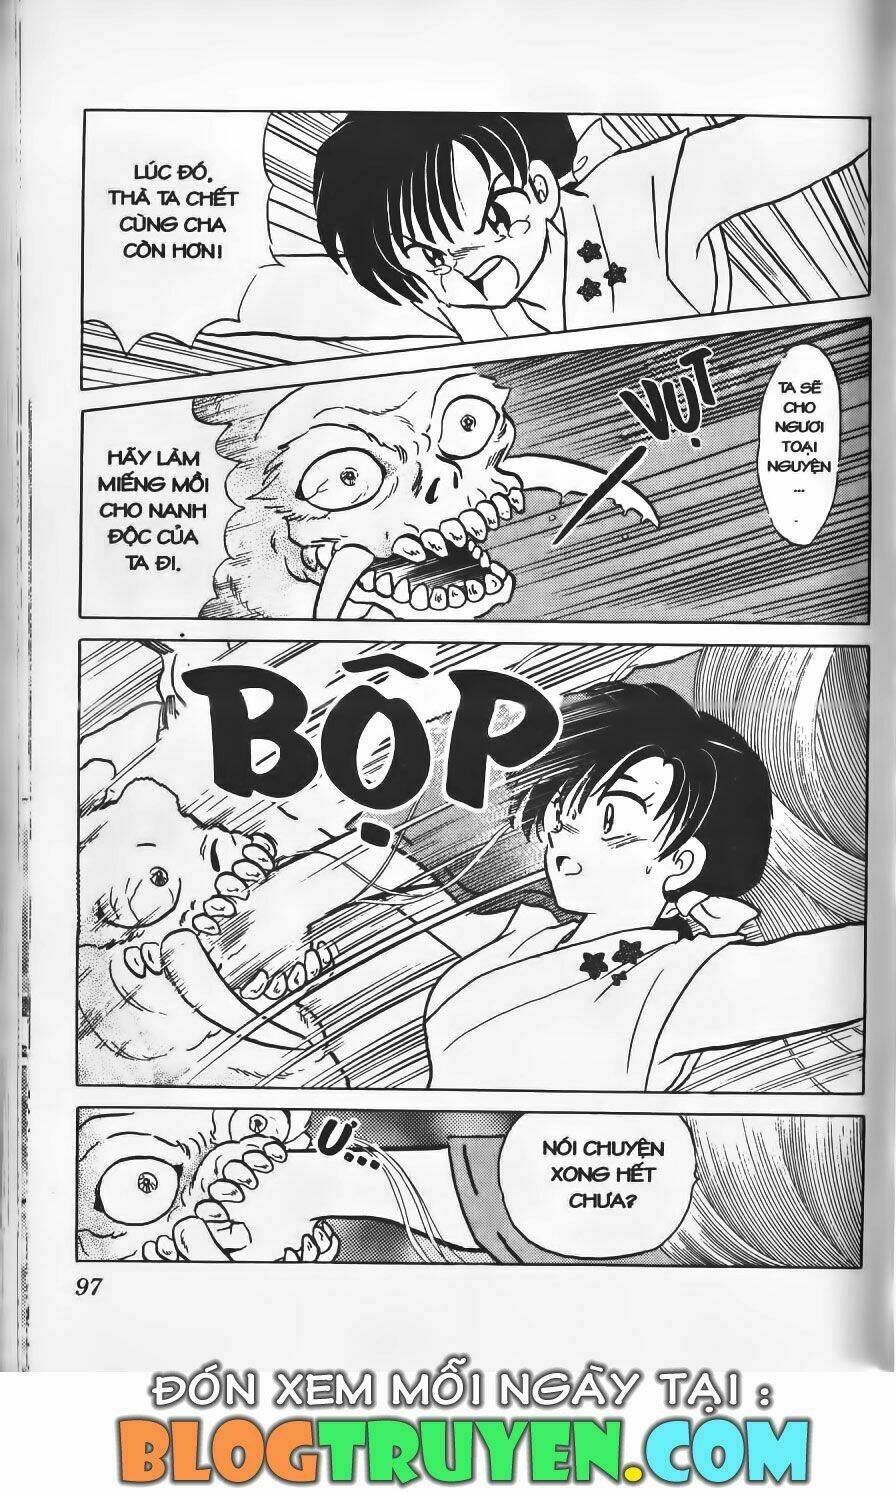 LÚC ĐÓ,
THÀ TA CHẾT
CÙNG CHA
CÒN HƠN!
TA SẼ
CHO
NGƯƠI
TOẠI
NGUYỆN
...
VỤT
HÃY LÀM
MIẾNG MỒI
CHO NANH
ĐỘC CỦA
TA ĐI.
BỘP
Ư...
NÓI CHUYỆN
XONG HẾT
CHƯA?
97
ĐÓN XEM MỖI NGÀY TẠI :
BLOGTRUYEN.COM